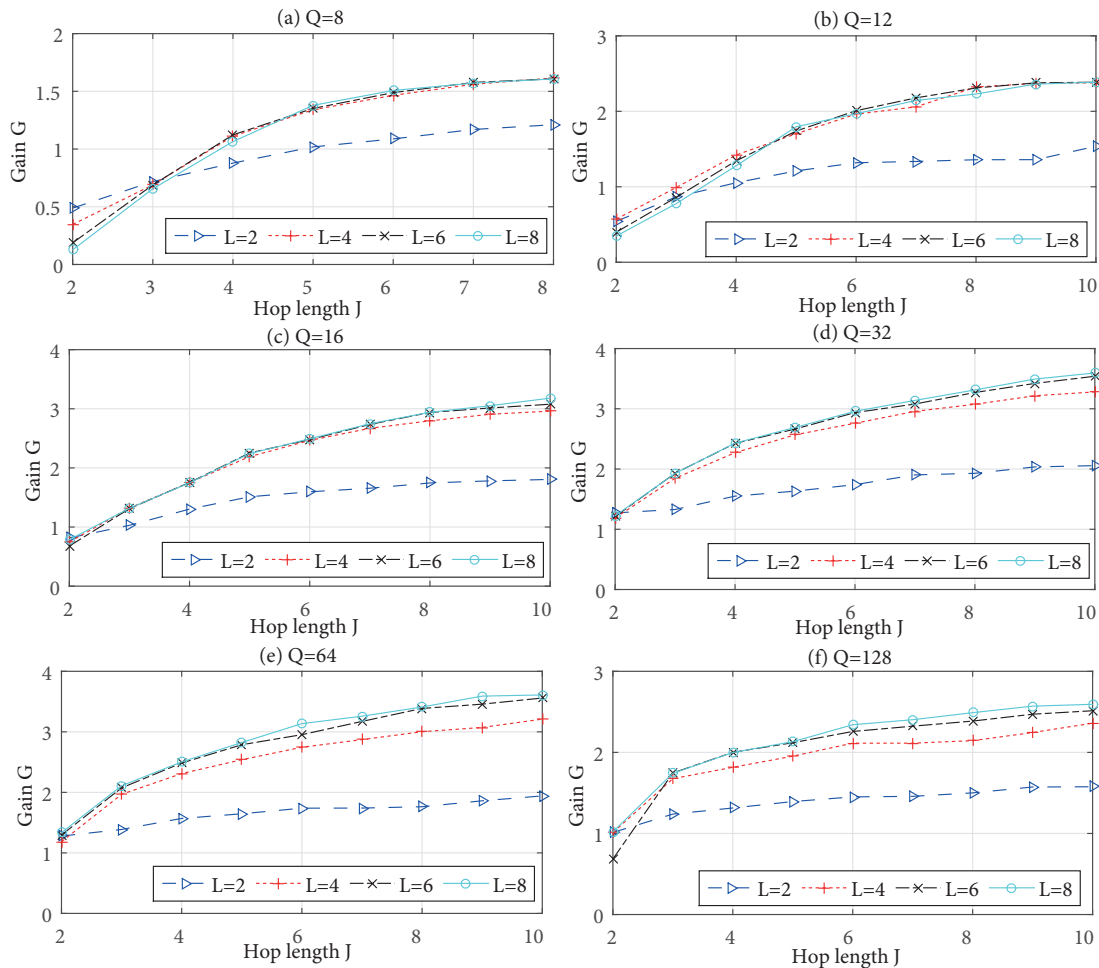 (a) Q=8
2
1.5
1
0.5
0
Gain G
L=2 L=4 L=6 L=8
2 3 4 5 6 7 8
Hop length J
(b) Q=12
3
2
1
0
Gain G
L=2 L=4 L=6 L=8
2 4 6 8 10
Hop length J
(c) Q=16
4
3
2
1
0
Gain G
L=2 L=4 L=6 L=8
2 4 6 8 10
Hop length J
(d) Q=32
4
3
2
1
0
Gain G
L=2 L=4 L=6 L=8
2 4 6 8 10
Hop length J
(e) Q=64
4
3
2
1
0
Gain G
L=2 L=4 L=6 L=8
2 4 6 8 10
Hop length J
(f) Q=128
3
2
1
0
Gain G
L=2 L=4 L=6 L=8
2 4 6 8 10
Hop length J